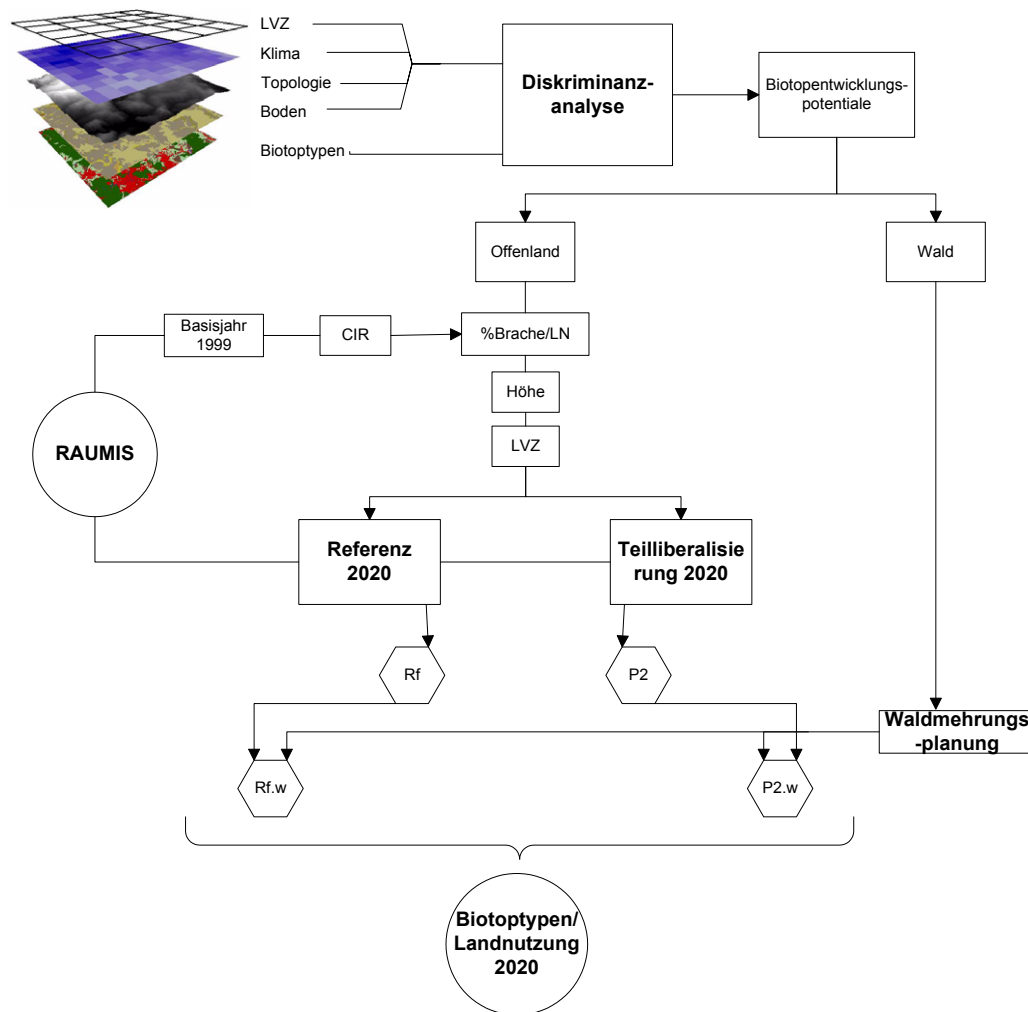 LVZ
Klima
Topologie
Boden
Biotoptypen
Diskriminanz-
analyse
Biotopentwicklungs-
potentiale
Offenland
Wald
Basisjahr
1999
CIR
%Brache/LN
Höhe
LVZ
RAUMIS
Referenz
2020
Teilliberalisie
rung 2020
Rf
P2
Waldmehrungs
-planung
Rf.w
P2.w
Biotoptypen/
Landnutzung
2020